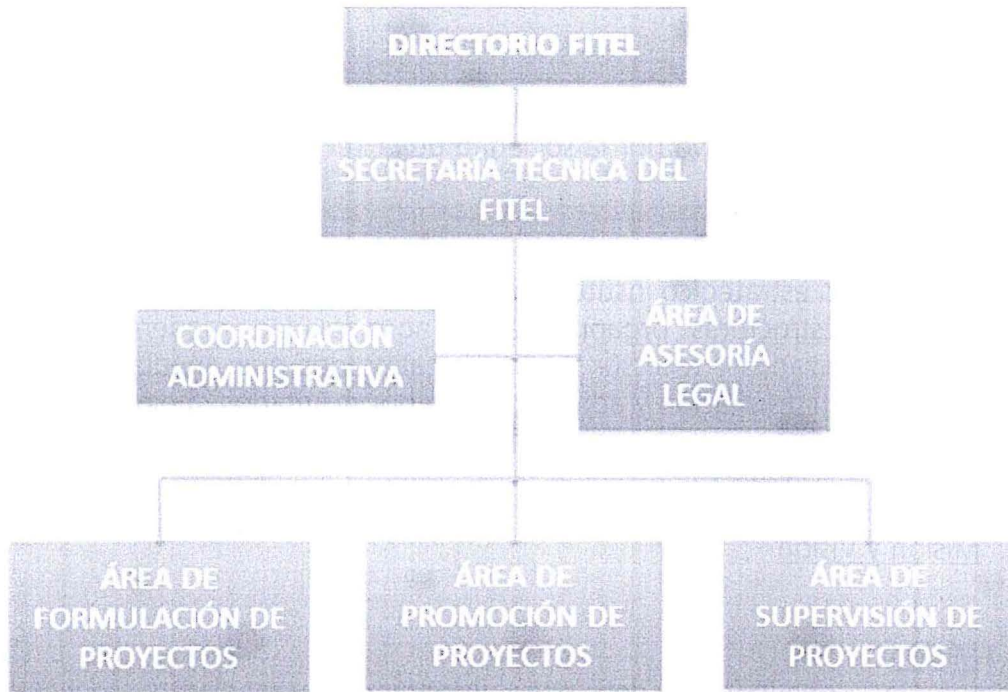 DIRECTORIO FITEL
SECRETARÍA TÉCNICA DEL
FITEL
COORDINACIÓN
ADMINISTRATIVA
ÁREA DE
ASESORÍA
LEGAL
ÁREA DE
FORMULACIÓN DE
PROYECTOS
ÁREA DE
PROMOCIÓN DE
PROYECTOS
ÁREA DE
SUPERVISIÓN DE
PROYECTOS